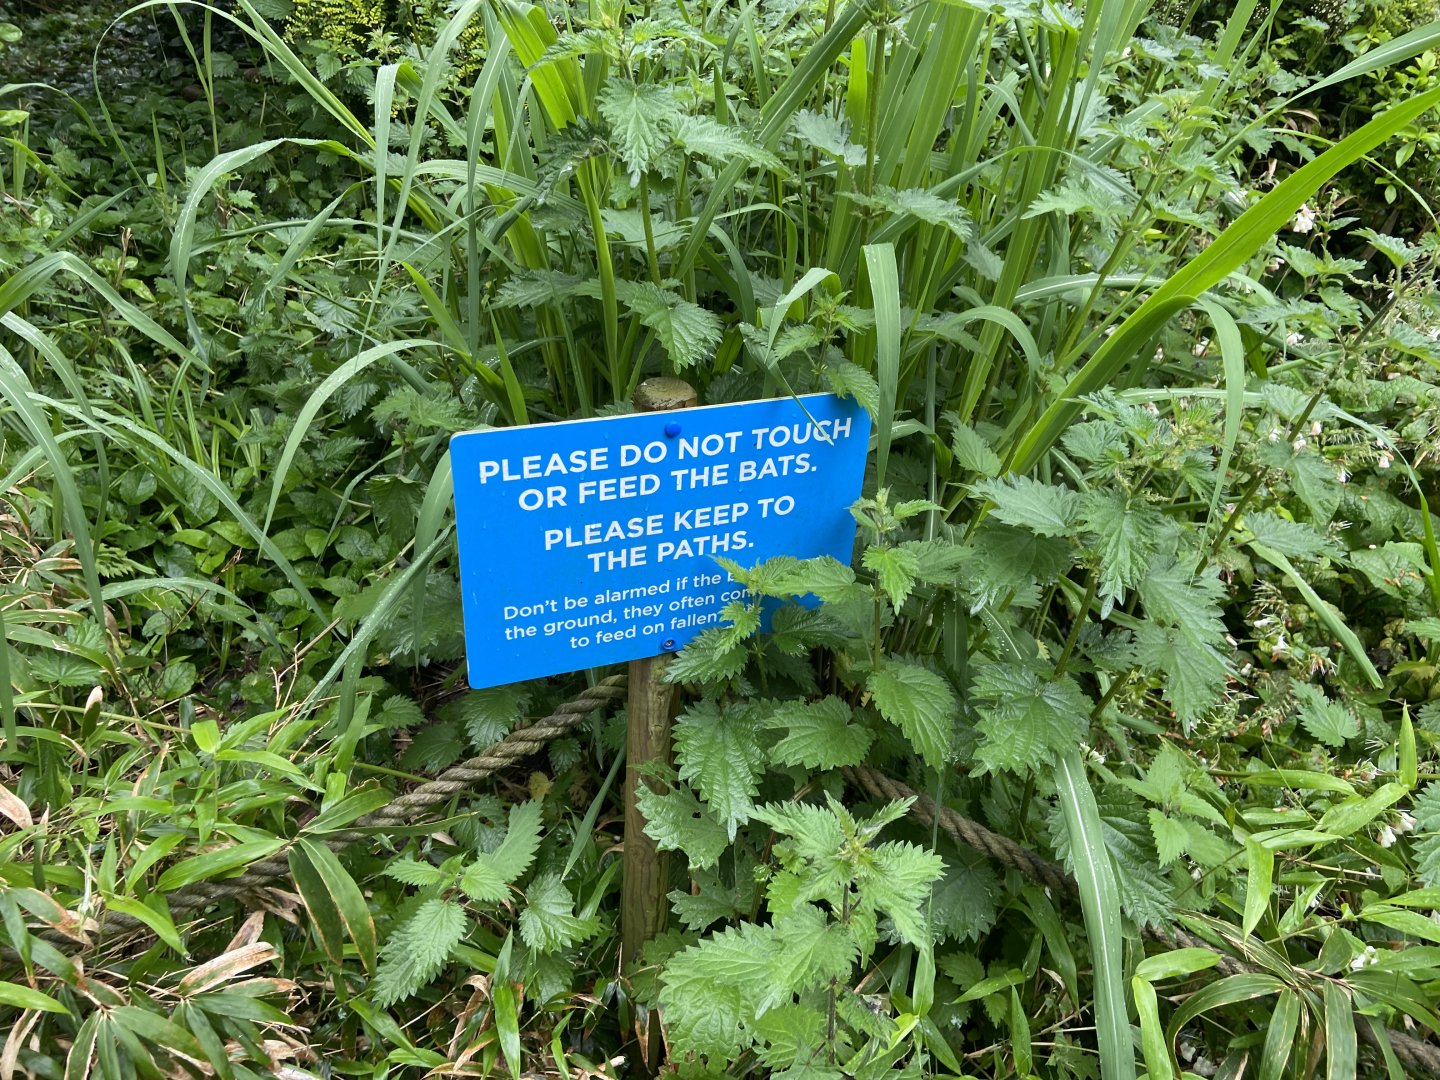 PLEASE DO NOT TOUCH
OR FEED THE BATS.
PLEASE KEEP TO
THE PATHS.
Don't be alarmed if the
the ground, they often
to feed on fallen